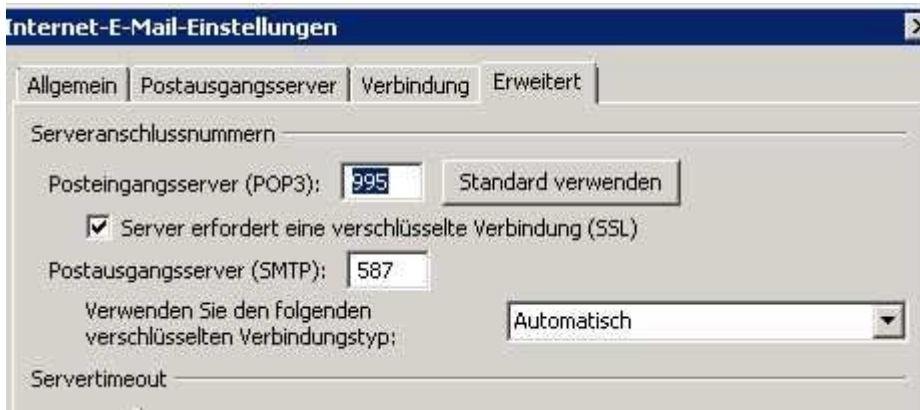 Internet-E-Mail-Einstellungen
Allgemein Postausgangsserver Verbindung Erweitert
Serveranschlussnummern
Posteingangsserver (POP3): 995 Standard verwenden
Server erfordert eine verschlüsselte Verbindung (SSL)
Postausgangsserver (SMTP): 587
Verwenden Sie den folgenden
verschlüsselten Verbindungstyp: Automatisch
Servertimeout